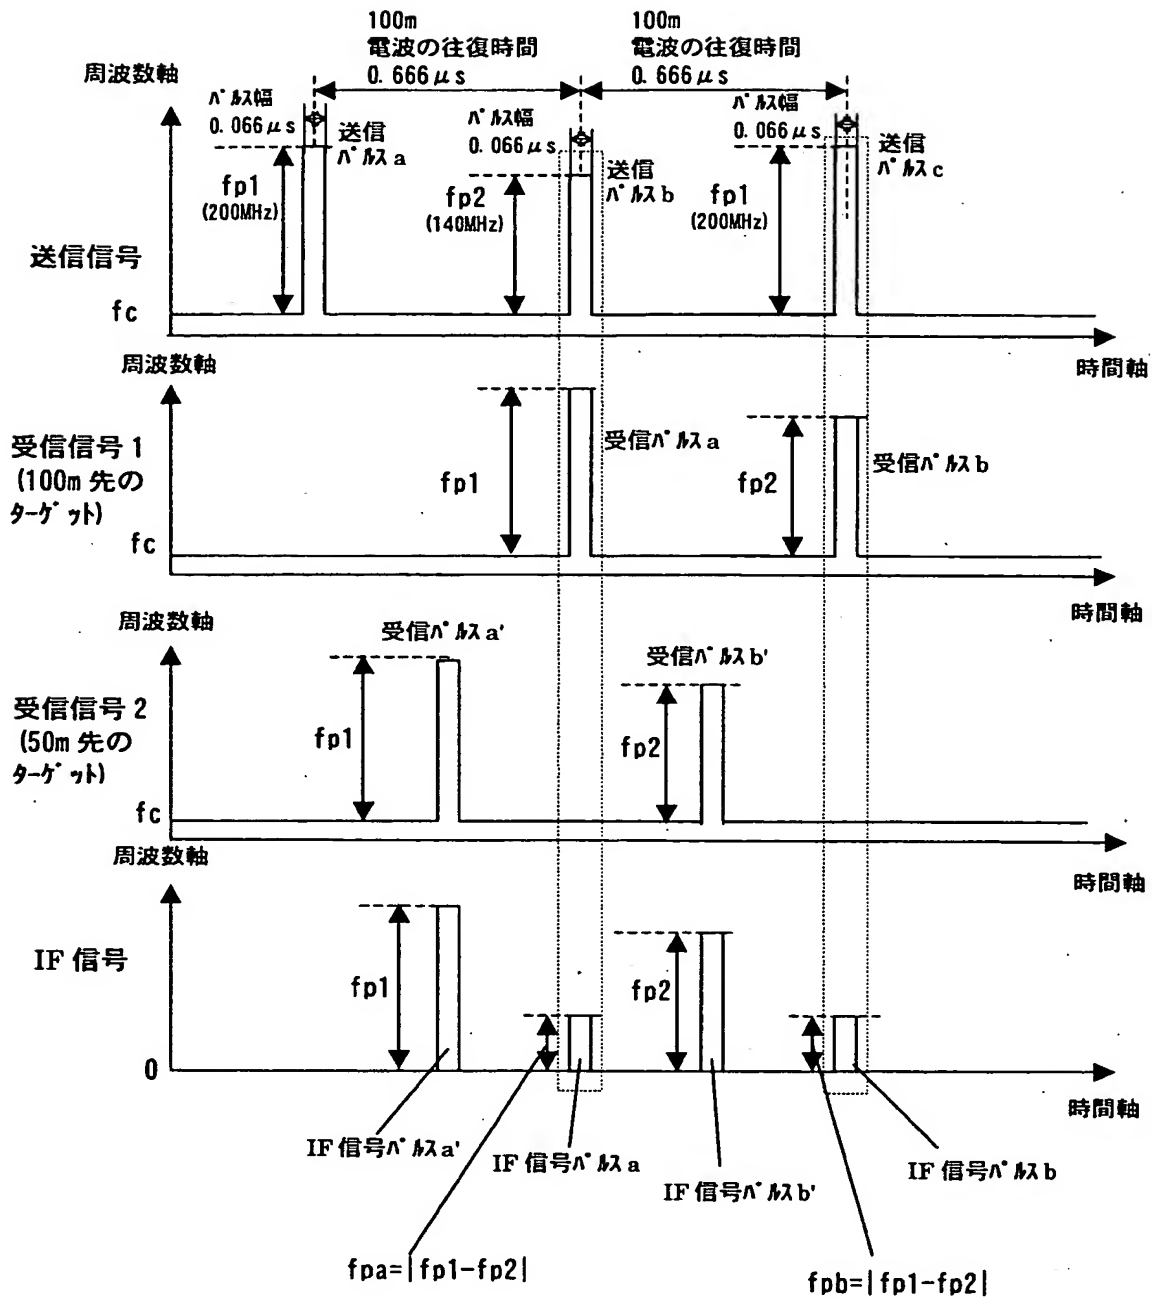 100m
電波の往復時間
0.666μs
100m
電波の往復時間
0.666μs
周波数軸
ﾊﾟﾙｽ幅
0.066μs
送信
ﾊﾟﾙｽa
ﾊﾟﾙｽ幅
0.066μs
送信
ﾊﾟﾙｽb
ﾊﾟﾙｽ幅
0.066μs
送信
ﾊﾟﾙｽc
fp1
(200MHz)
fp2
(140MHz)
fp1
(200MHz)
送信信号
fc
時間軸
周波数軸
受信信号1
(100m先の
ﾀｰｹﾞｯﾄ)
fp1
受信ﾊﾟﾙｽa
fp2
受信ﾊﾟﾙｽb
fc
時間軸
周波数軸
受信ﾊﾟﾙｽa'
受信ﾊﾟﾙｽb'
受信信号2
(50m先の
ﾀｰｹﾞｯﾄ)
fp1
fp2
fc
周波数軸
時間軸
IF信号
fp1
fp2
0
時間軸
IF信号ﾊﾟﾙｽa'
IF信号ﾊﾟﾙｽa
IF信号ﾊﾟﾙｽb'
IF信号ﾊﾟﾙｽb
fpa=|fp1-fp2|
fpb=|fp1-fp2|